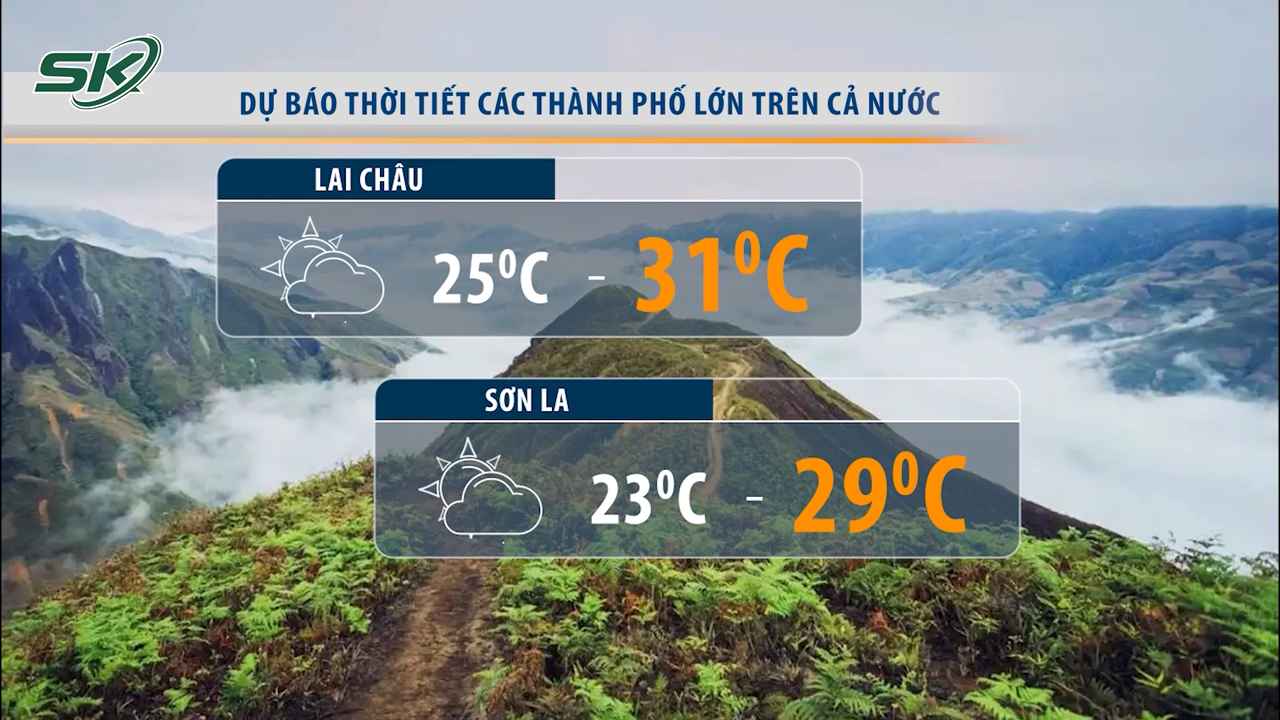 SK
DỰ BÁO THỜI TIẾT CÁC THÀNH PHỐ LỚN TRÊN CẢ NƯỚC
LAI CHÂU
25⁰C - 31⁰C
SƠN LA
23⁰C - 29⁰C